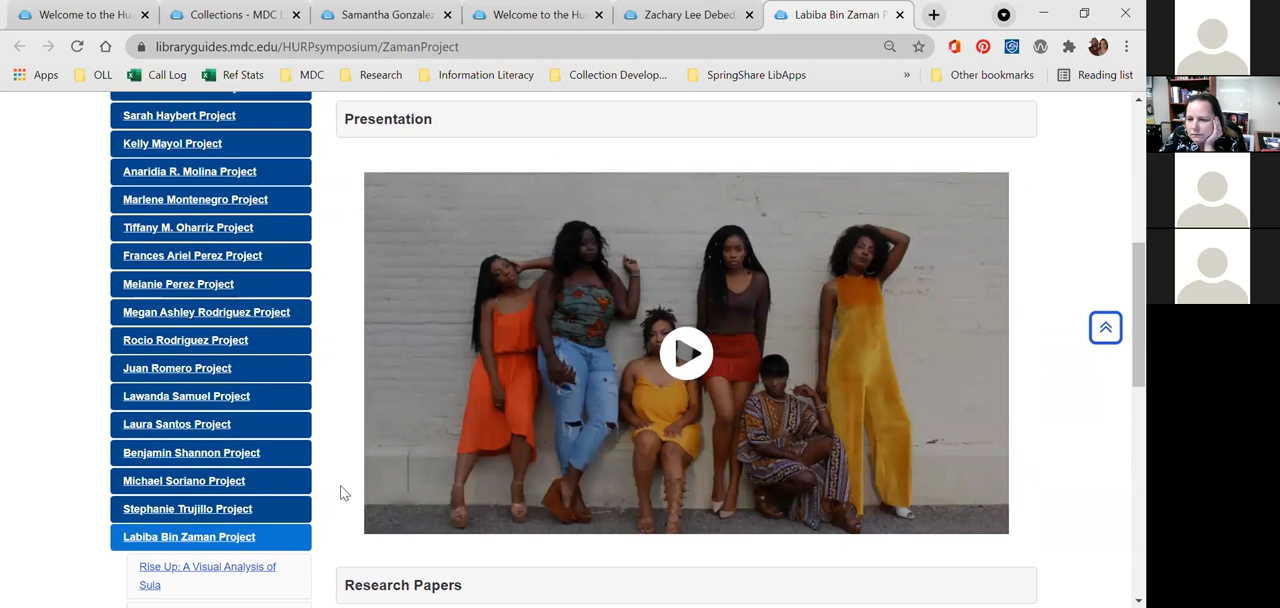 Welcome to the Hu
Collections - MDC L
Samantha Gonzalez
Welcome to the Hu
Zachary Lee Debed
Labiba Bin Zaman P
libraryguides.mdc.edu/HURPsymposium/ZamanProject
Apps
OLL
Call Log
Ref Stats
MDC
Research
Information Literacy
Collection Develop...
SpringShare LibApps
»
Other bookmarks
Reading list
Sarah Haybert Project
Kelly Mayol Project
Anaridia R. Molina Project
Marlene Montenegro Project
Tiffany M. Oharriz Project
Frances Ariel Perez Project
Melanie Perez Project
Megan Ashley Rodriguez Project
Rocio Rodriguez Project
Juan Romero Project
Lawanda Samuel Project
Laura Santos Project
Benjamin Shannon Project
Michael Soriano Project
Stephanie Trujillo Project
Labiba Bin Zaman Project
Rise Up: A Visual Analysis of
Sula
Presentation
Research Papers